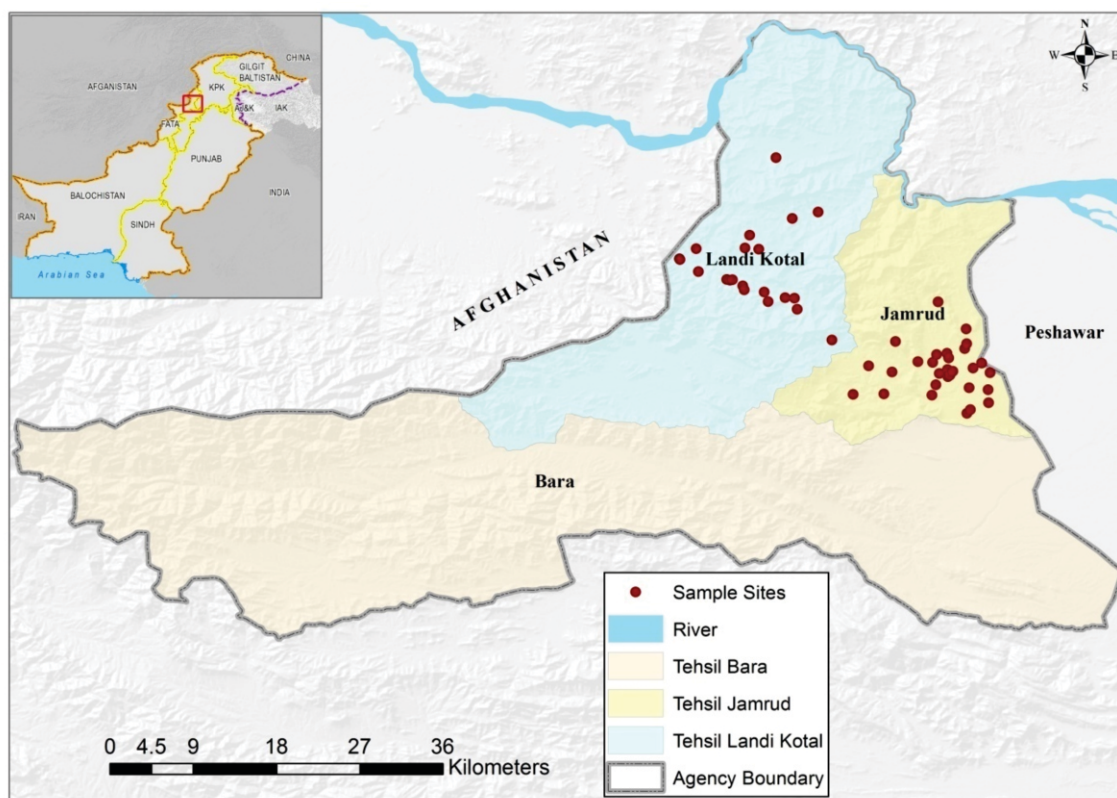 CHINA
GILGIT
BALTISTAN
AFGANISTAN
KPK
AJ&K
IAK
FATA
PUNJAB
BALOCHISTAN
INDIA
IRAN
SINDH
Arabian Sea
N
W E
S
AFGHANISTAN
Landi Kotal
Jamrud
Peshawar
Bara
Sample Sites
River
Tehsil Bara
Tehsil Jamrud
Tehsil Landi Kotal
Agency Boundary
0 4.5 9 18 27 36
Kilometers